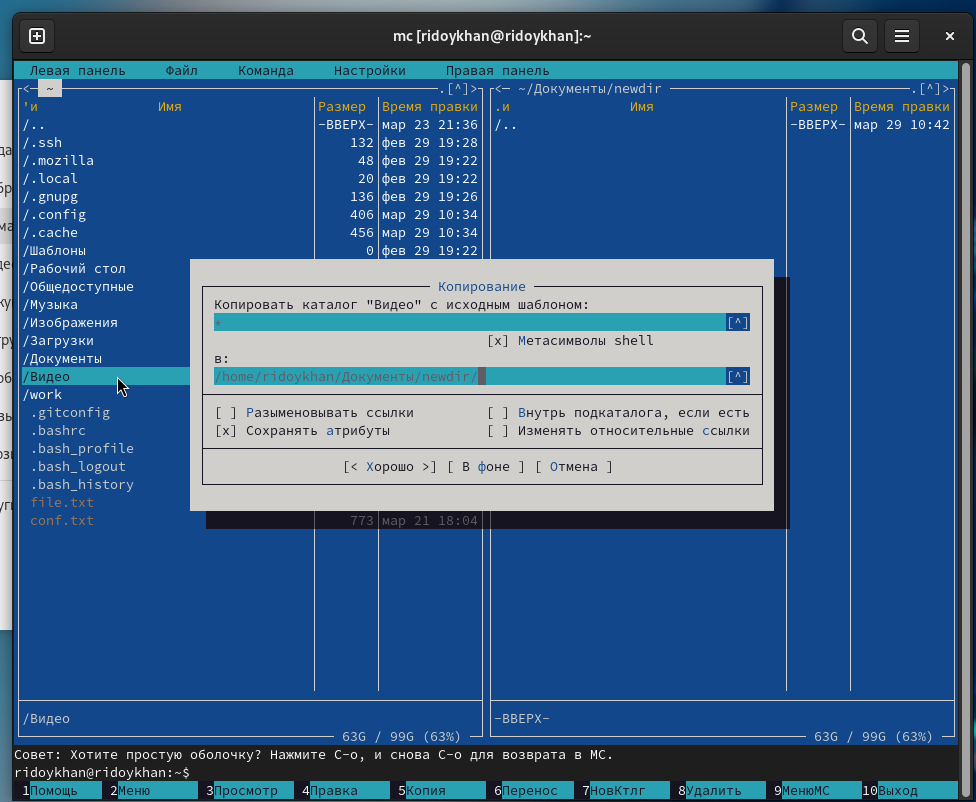 mc [ridoykhan@ridoykhan]:~
Левая панель Файл Команда Настройки Правая панель
<─ ~ .[^]>
'и Имя Размер Время правки
/.. -ВВЕРХ- мар 23 21:36
/.ssh 132 фев 29 19:28
/.mozilla 48 фев 29 19:22
/.local 20 фев 29 19:22
/.gnupg 136 фев 29 19:26
/.config 406 мар 29 10:34
/.cache 456 мар 29 10:34
/Шаблоны 0 фев 29 19:22
/Рабочий стол
/Общедоступные
/Музыка
/Изображения
/Загрузки
/Документы
/Видео
/work
.gitconfig
.bashrc
.bash_profile
.bash_logout
.bash_history
file.txt
conf.txt 773 мар 21 18:04
/Видео
63G / 99G (63%)
<─ ~/Документы/newdir .[^]>
.и Имя Размер Время правки
/.. -ВВЕРХ- мар 29 10:42
-ВВЕРХ-
63G / 99G (63%)
Копирование
Копировать каталог "Видео" с исходным шаблоном:
* [^]
[x] Метасимволы shell
в:
/home/ridoykhan/Документы/newdir/ [^]
[ ] Разыменовывать ссылки [ ] Внутрь подкаталога, если есть
[x] Сохранять атрибуты [ ] Изменять относительные ссылки
[< Хорошо >] [ В фоне ] [ Отмена ]
Совет: Хотите простую оболочку? Нажмите C-o, и снова C-o для возврата в MC.
ridoykhan@ridoykhan:~$
1Помощь 2Меню 3Просмотр 4Правка 5Копия 6Перенос 7НовКтлг 8Удалить 9МенюMC 10Выход